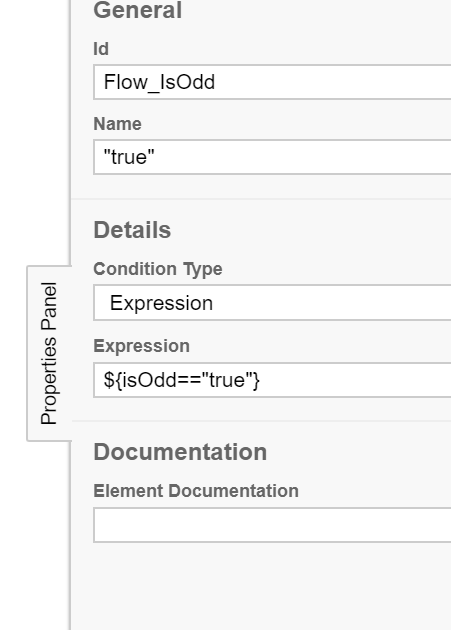 General
Id
Flow_IsOdd
Name
"true"
Details
Condition Type
Expression
Expression
${isOdd=="true"}
Documentation
Element Documentation
Properties Panel